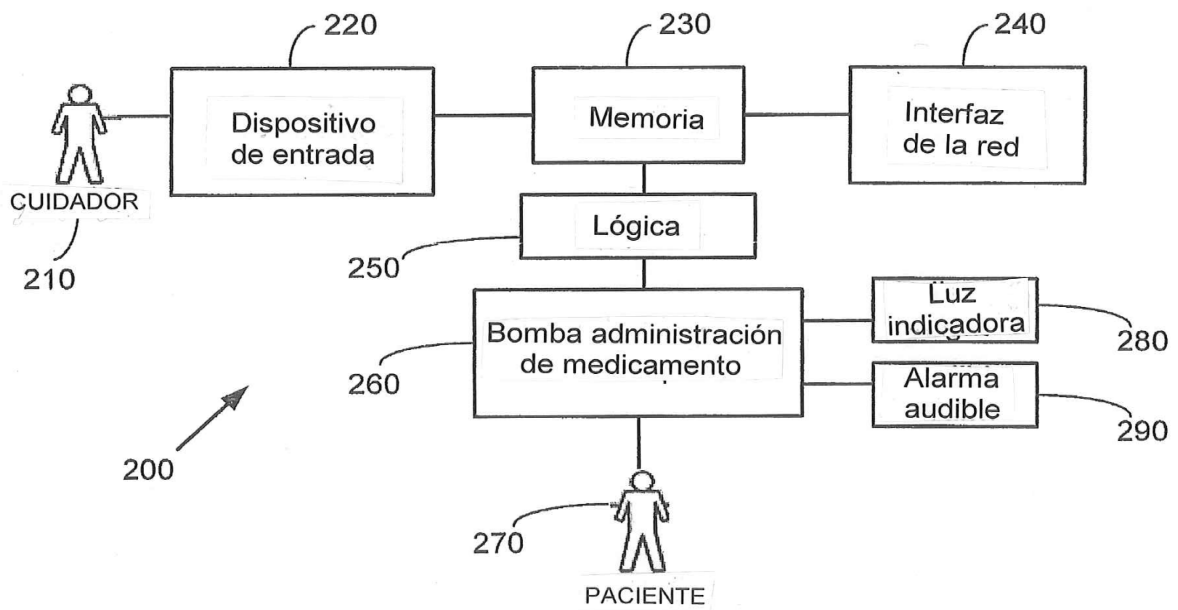 220
230
240
Dispositivo
de entrada
Memoria
Interfaz
de la red
CUIDADOR
210
Lógica
250
Bomba administración
de medicamento
260
Luz
indicadora
280
Alarma
audible
290
200
270
PACIENTE